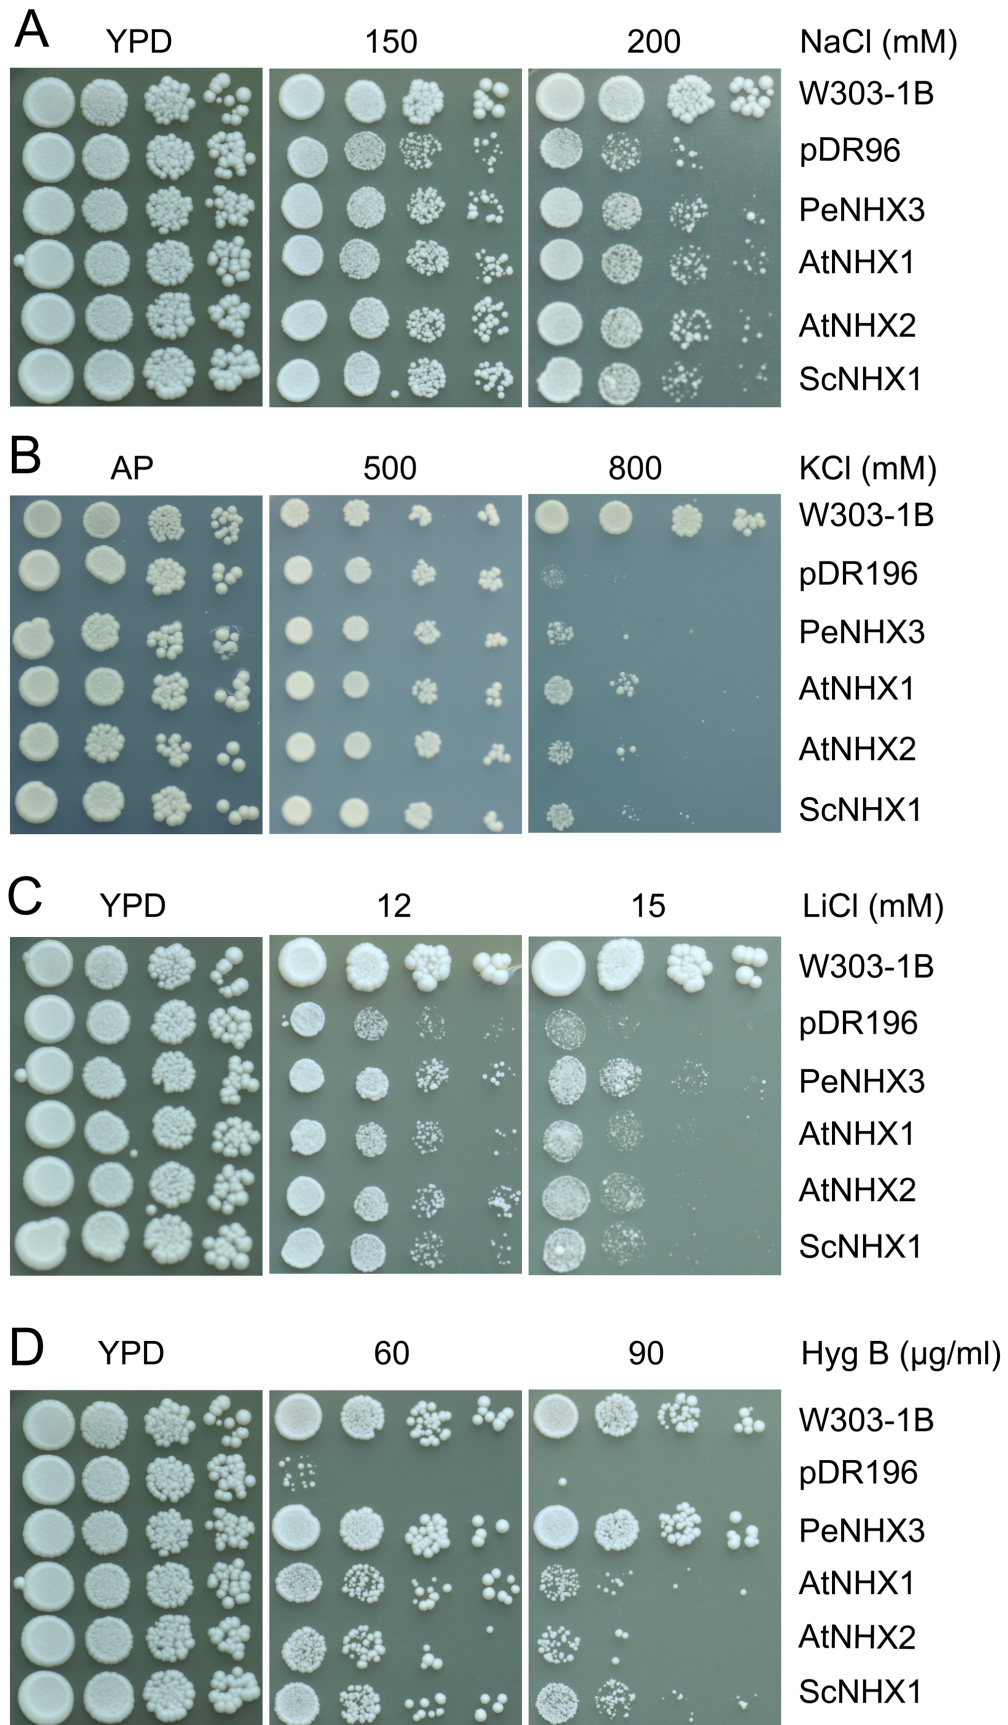 A
YPD 150 200 NaCl (mM)
W303-1B
pDR96
PeNHX3
AtNHX1
AtNHX2
ScNHX1
B
AP 500 800 KCl (mM)
W303-1B
pDR196
PeNHX3
AtNHX1
AtNHX2
ScNHX1
C
YPD 12 15 LiCl (mM)
W303-1B
pDR196
PeNHX3
AtNHX1
AtNHX2
ScNHX1
D
YPD 60 90 Hyg B (µg/ml)
W303-1B
pDR196
PeNHX3
AtNHX1
AtNHX2
ScNHX1